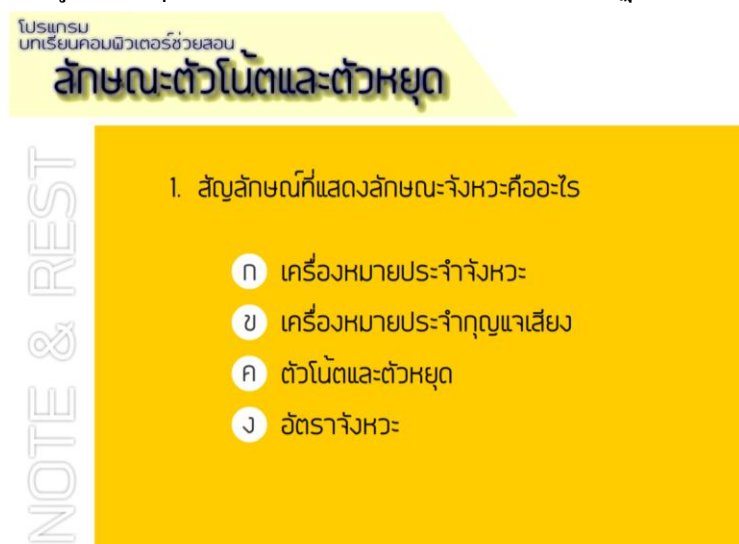 โปรแกรม
บทเรียนคอมพิวเตอร์ช่วยสอน
ลักษณะตัวโน้ตและตัวหยุด
NOTE & REST
1. สัญลักษณ์ที่แสดงลักษณะจังหวะคืออะไร
ก เครื่องหมายประจำจังหวะ
ข เครื่องหมายประจำกุญแจเสียง
ค ตัวโน้ตและตัวหยุด
ง อัตราจังหวะ